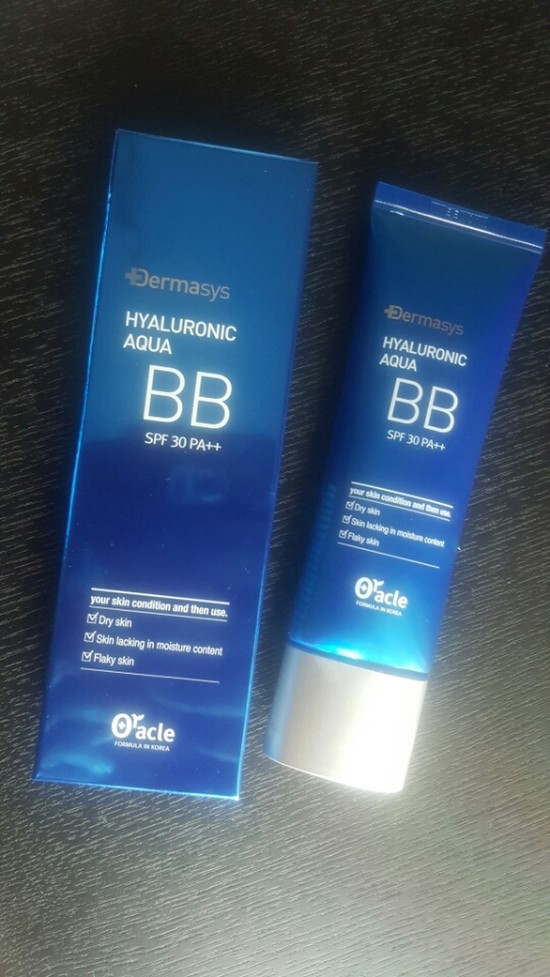 Dermasys
HYALURONIC
AQUA
BB
SPF 30 PA++
your skin condition and then use.
Dry skin
Skin lacking in moisture content
Flaky skin
Oracle
FORMULA IN KOREA
Dermasys
HYALURONIC
AQUA
BB
SPF 30 PA++
your skin condition and then use.
Dry skin
Skin lacking in moisture content
Flaky skin
Oracle
FORMULA IN KOREA